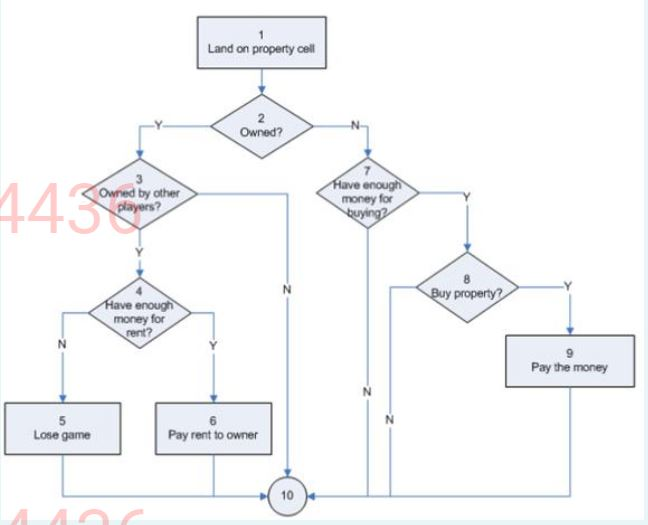 1
Land on property cell
2
Owned?
Y
N
3
Owned by other
players?
7
Have enough
money for
buying?
Y
4436
Y
N
4
Have enough
money for
rent?
8
Buy property?
Y
N
Y
9
Pay the money
N
N
5
Lose game
6
Pay rent to owner
10
4436